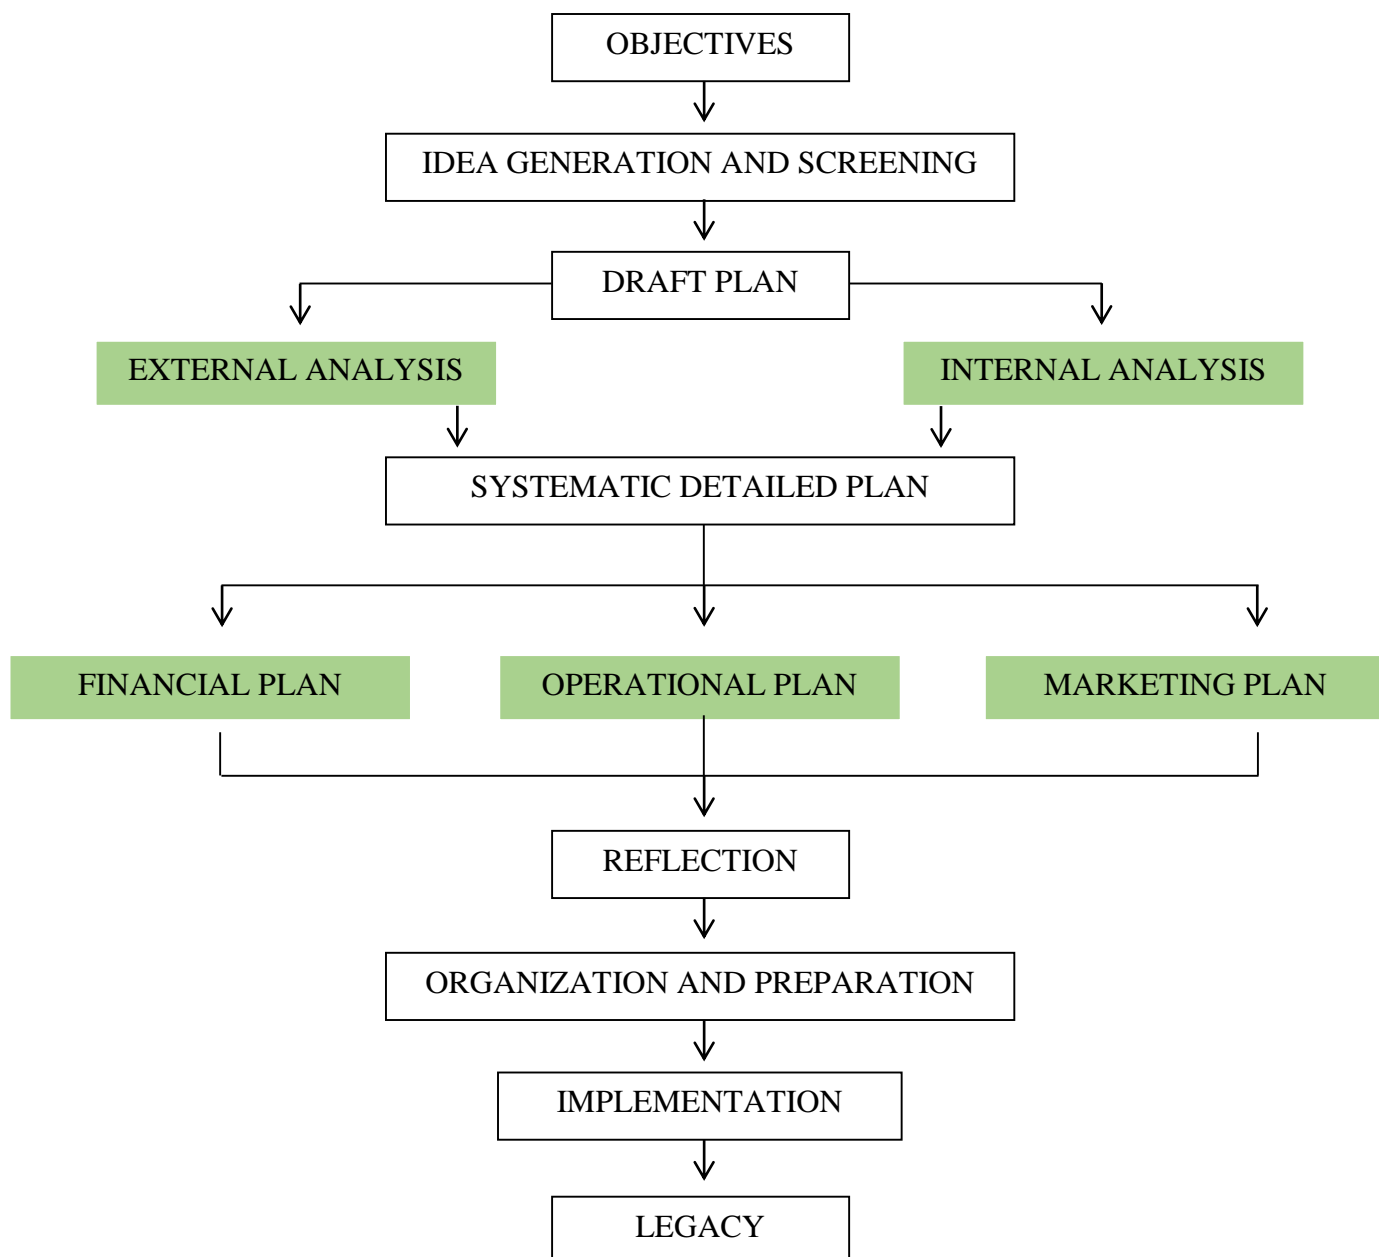 OBJECTIVES
IDEA GENERATION AND SCREENING
DRAFT PLAN
EXTERNAL ANALYSIS
INTERNAL ANALYSIS
SYSTEMATIC DETAILED PLAN
FINANCIAL PLAN
OPERATIONAL PLAN
MARKETING PLAN
REFLECTION
ORGANIZATION AND PREPARATION
IMPLEMENTATION
LEGACY